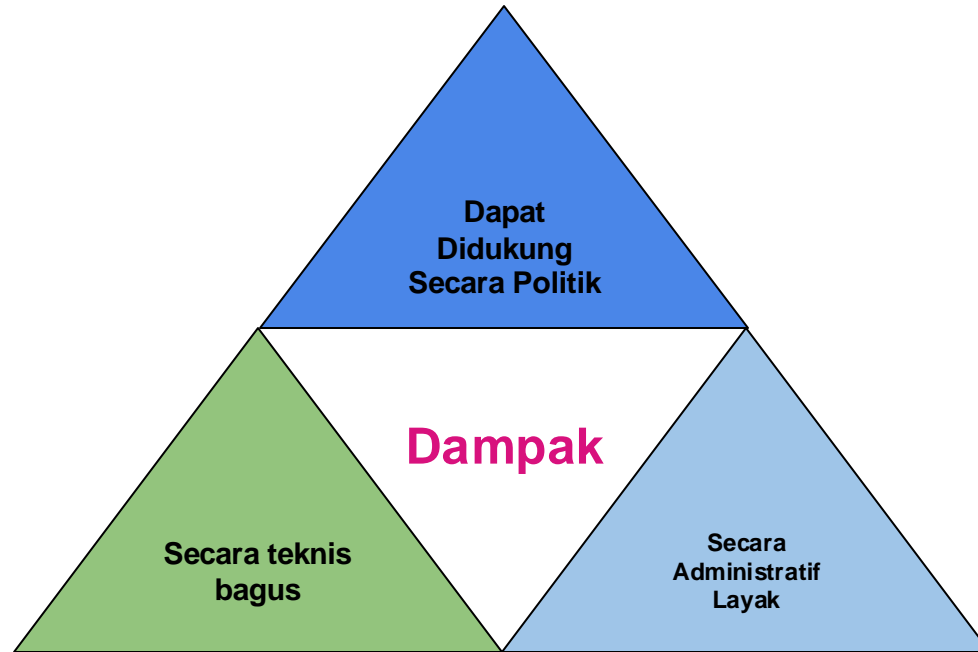 Dapat
Didukung
Secara Politik
Dampak
Secara teknis
bagus
Secara
Administratif
Layak